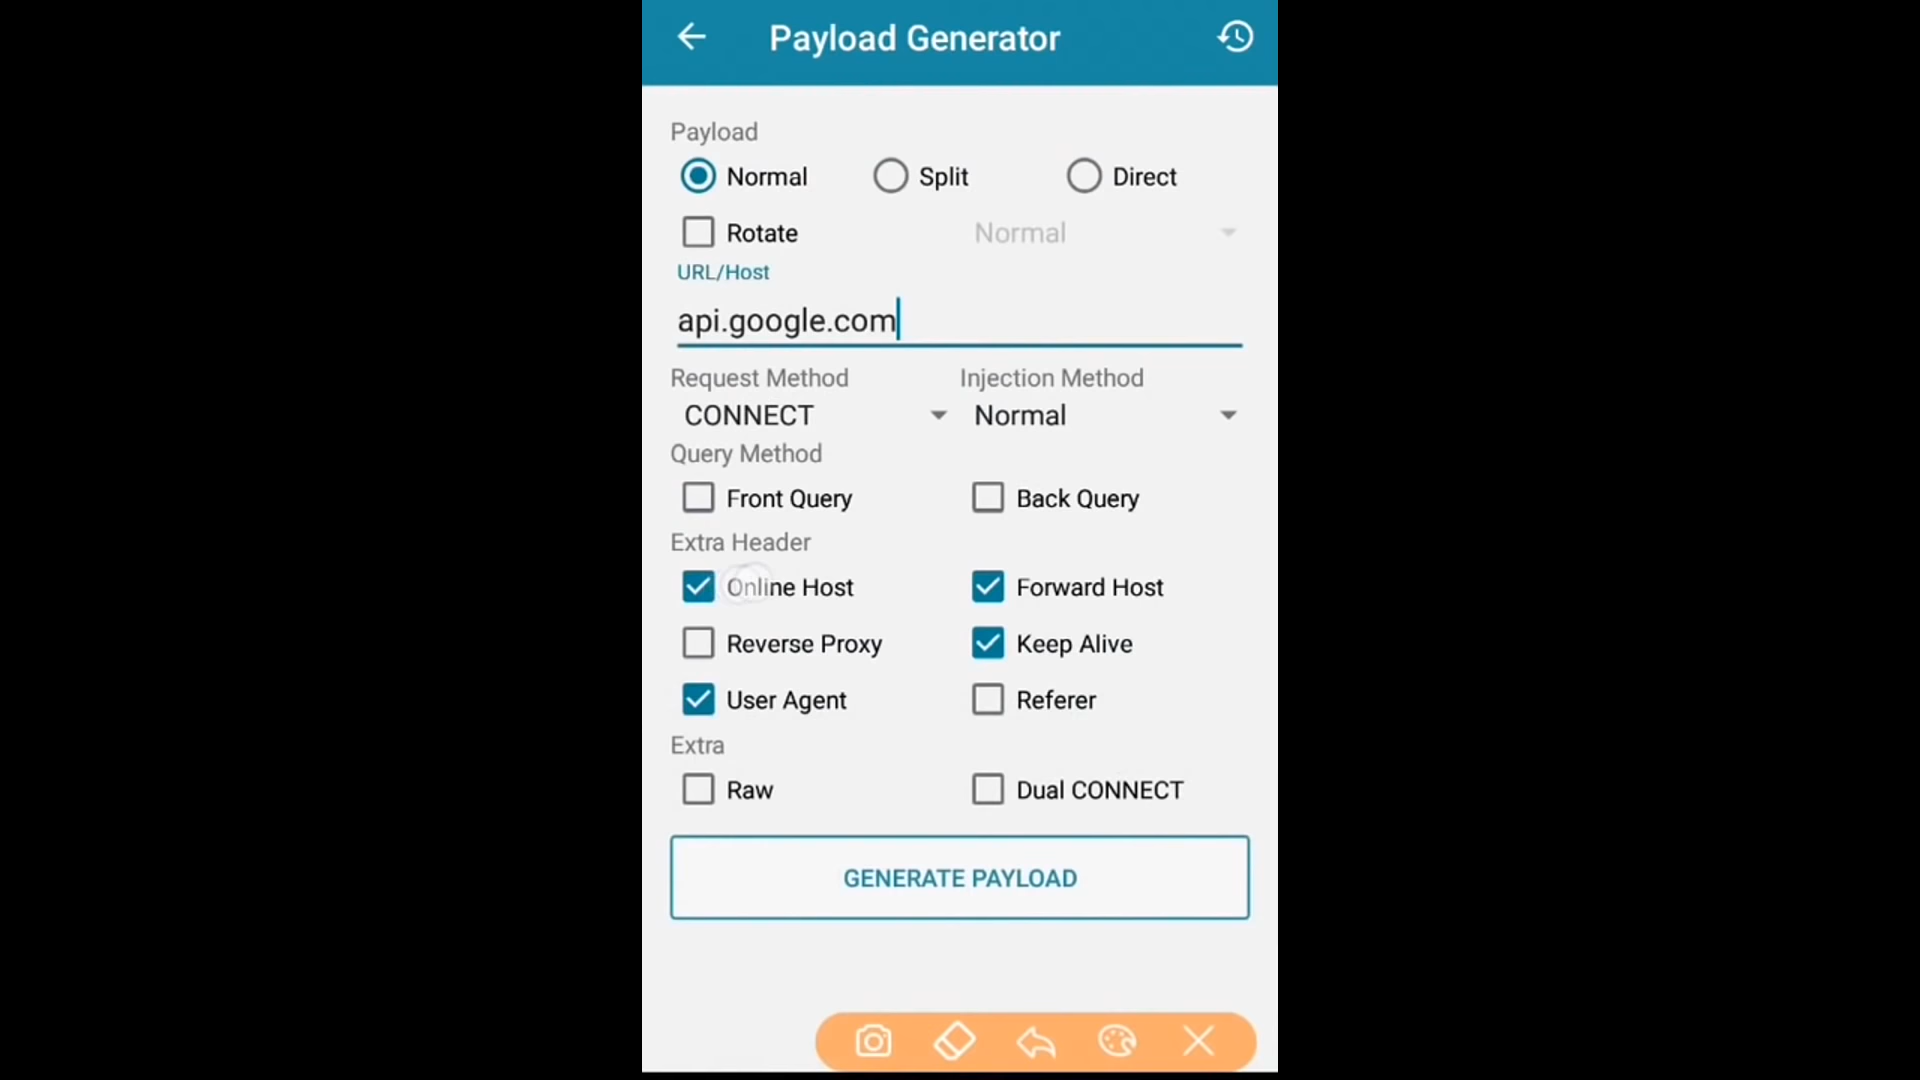 Payload Generator
Payload
Normal Split Direct
Rotate Normal
URL/Host
api.google.com
Request Method Injection Method
CONNECT Normal
Query Method
Front Query Back Query
Extra Header
Online Host Forward Host
Reverse Proxy Keep Alive
User Agent Referer
Extra
Raw Dual CONNECT
GENERATE PAYLOAD